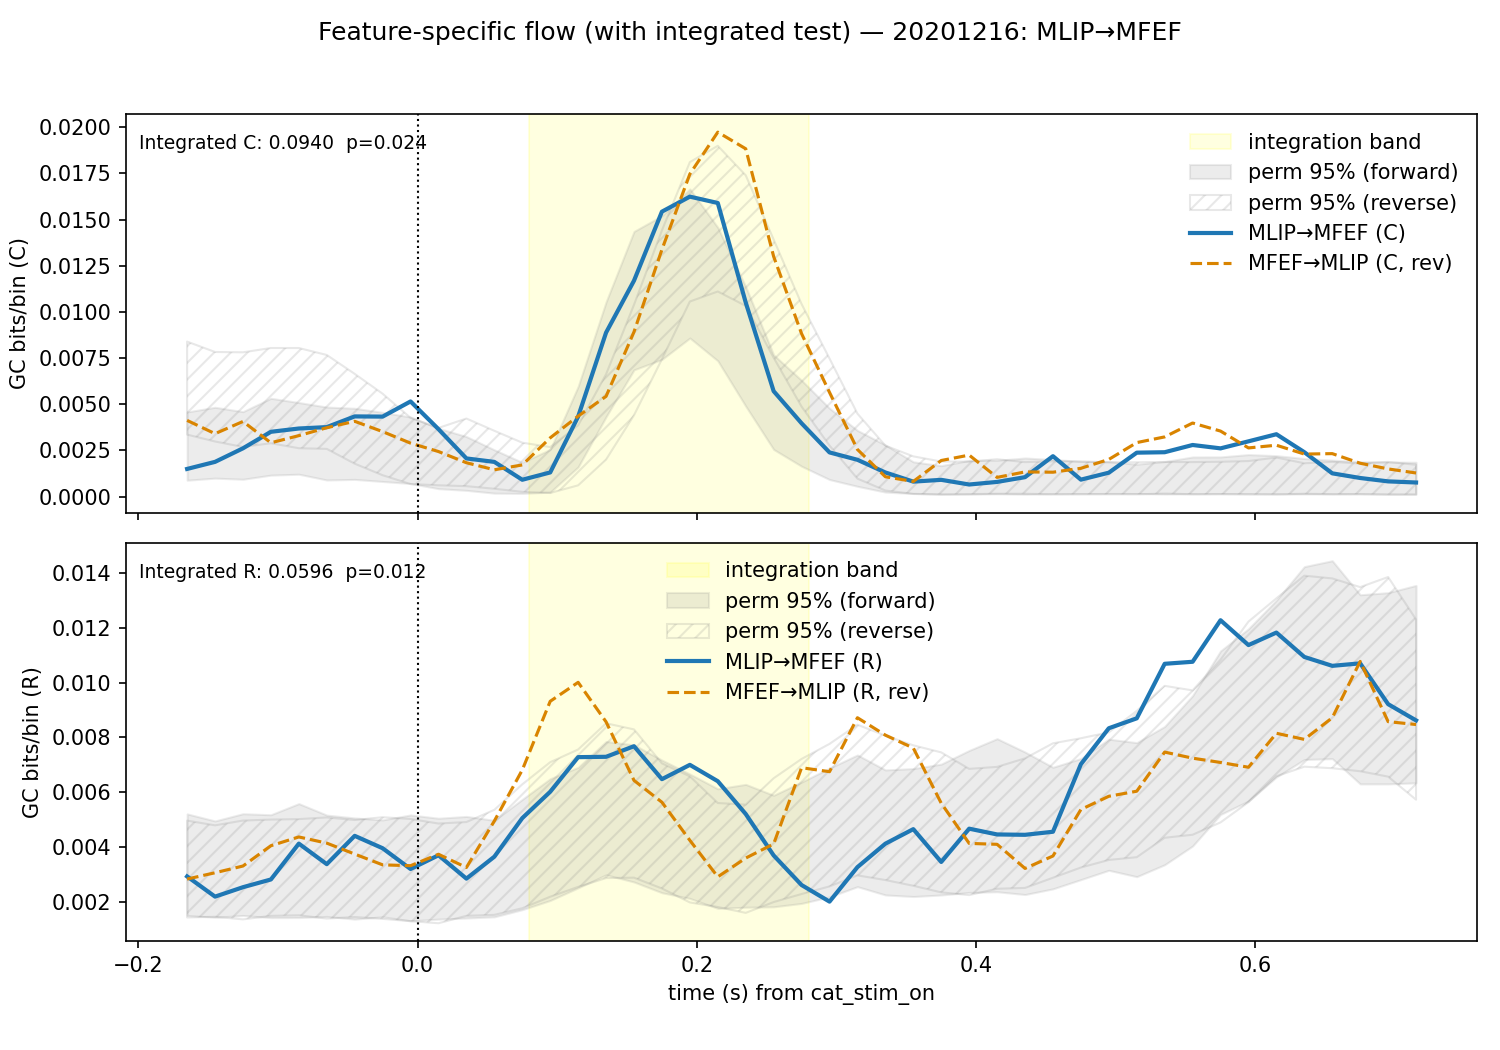 Feature-specific flow (with integrated test) — 20201216: MLIP→MFEF
Integrated C: 0.0940  p=0.024
integration band
perm 95% (forward)
perm 95% (reverse)
MLIP→MFEF (C)
MFEF→MLIP (C, rev)
GC bits/bin (C)
0.0200
0.0175
0.0150
0.0125
0.0100
0.0075
0.0050
0.0025
0.0000
Integrated R: 0.0596  p=0.012
integration band
perm 95% (forward)
perm 95% (reverse)
MLIP→MFEF (R)
MFEF→MLIP (R, rev)
GC bits/bin (R)
0.014
0.012
0.010
0.008
0.006
0.004
0.002
−0.2 0.0 0.2 0.4 0.6
time (s) from cat_stim_on